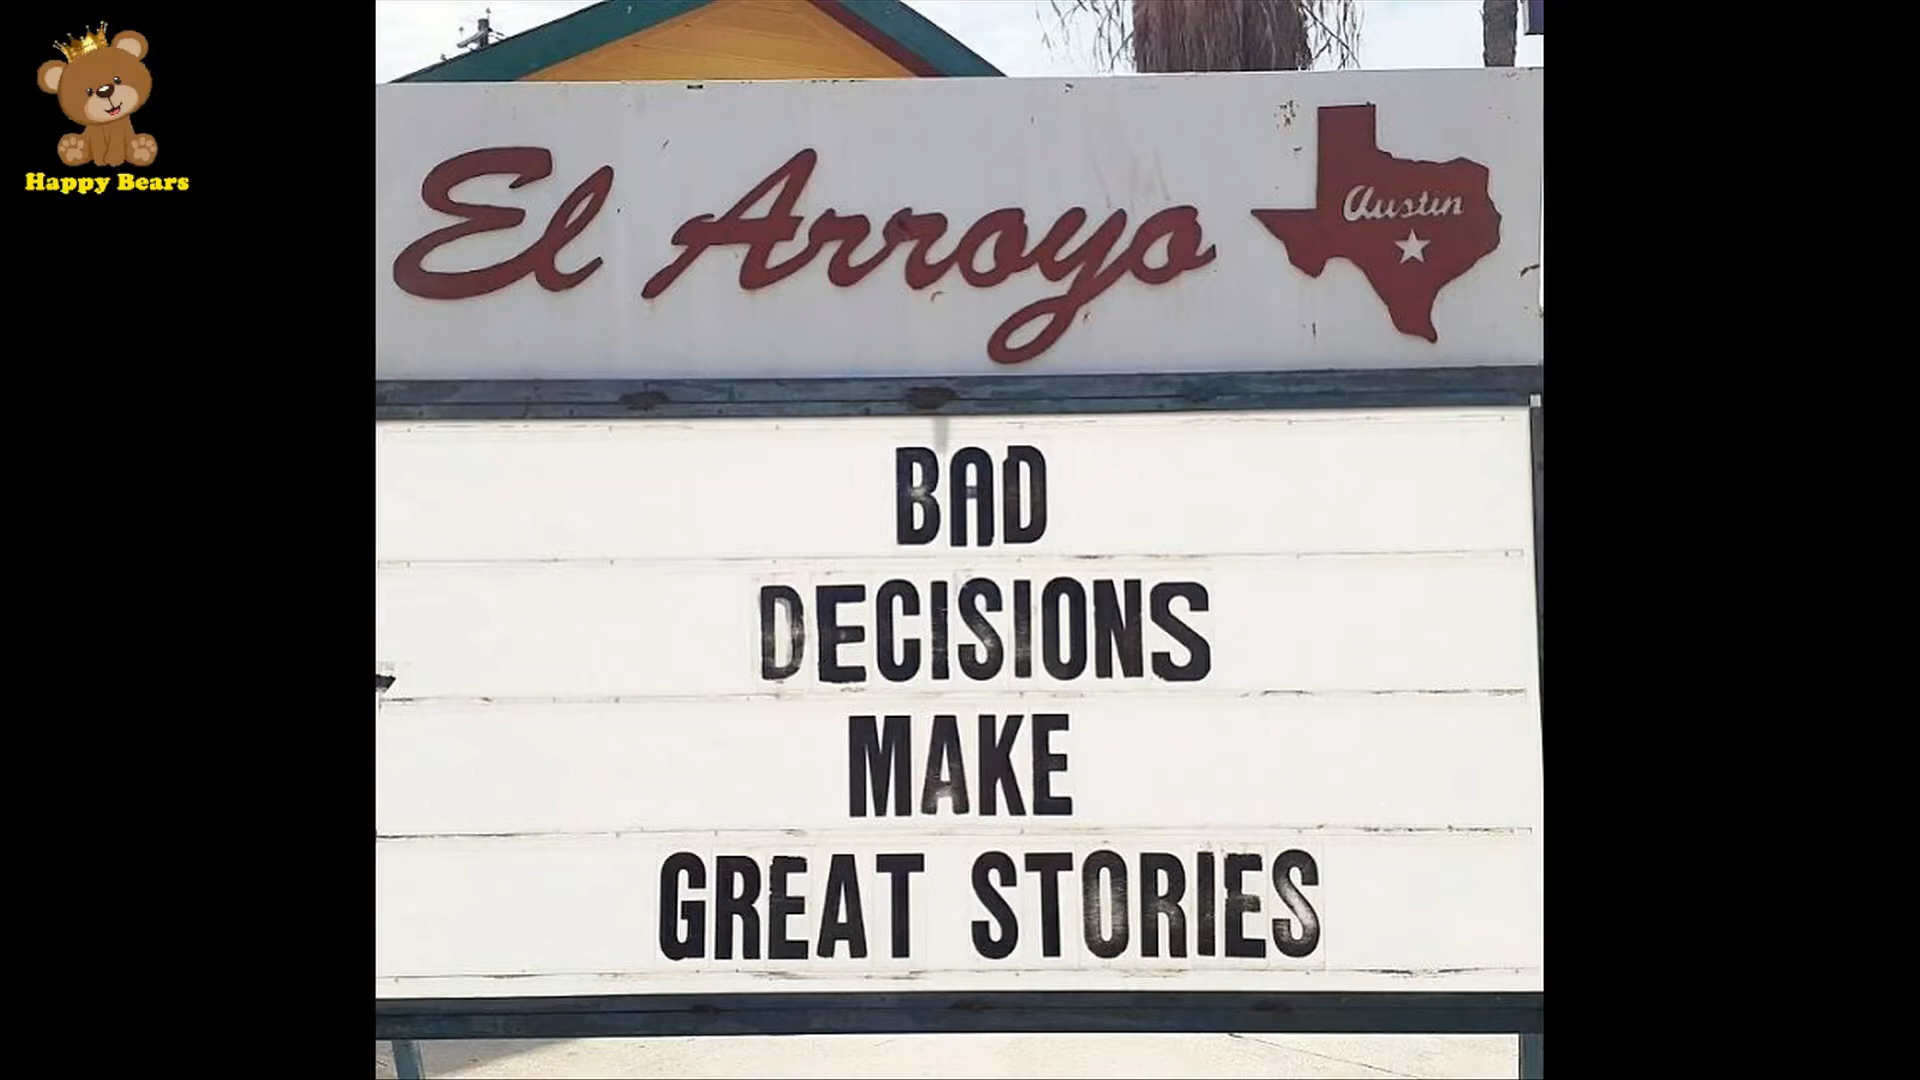 Happy Bears
El Arroyo
Austin
BAD
DECISIONS
MAKE
GREAT STORIES